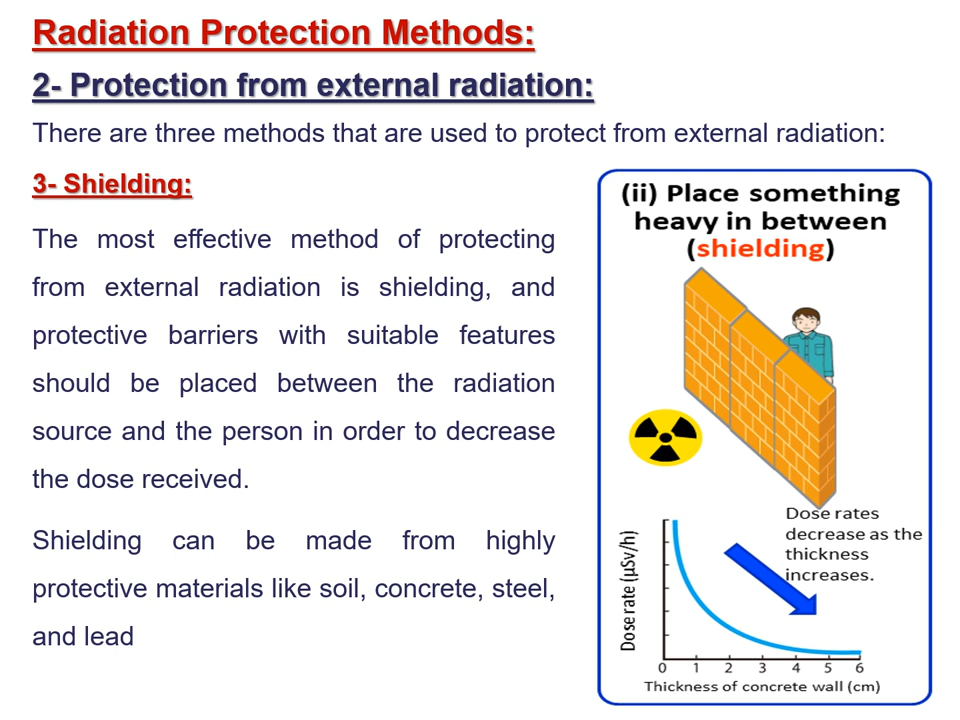 Radiation Protection Methods:
2- Protection from external radiation:
There are three methods that are used to protect from external radiation:
3- Shielding:
The most effective method of protecting
from external radiation is shielding, and
protective barriers with suitable features
should be placed between the radiation
source and the person in order to decrease
the dose received.
Shielding can be made from highly
protective materials like soil, concrete, steel,
and lead
(ii) Place something
heavy in between
(shielding)
Dose rates
decrease as the
thickness
increases.
Dose rate (μSv/h)
0 1 2 3 4 5 6
Thickness of concrete wall (cm)